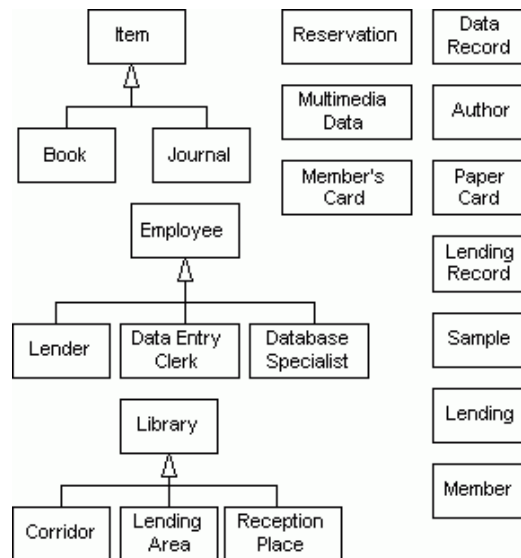 Item
Reservation
Data
Record
Multimedia
Data
Author
Book
Journal
Member's
Card
Paper
Card
Employee
Lending
Record
Lender
Data Entry
Clerk
Database
Specialist
Sample
Library
Lending
Member
Corridor
Lending
Area
Reception
Place